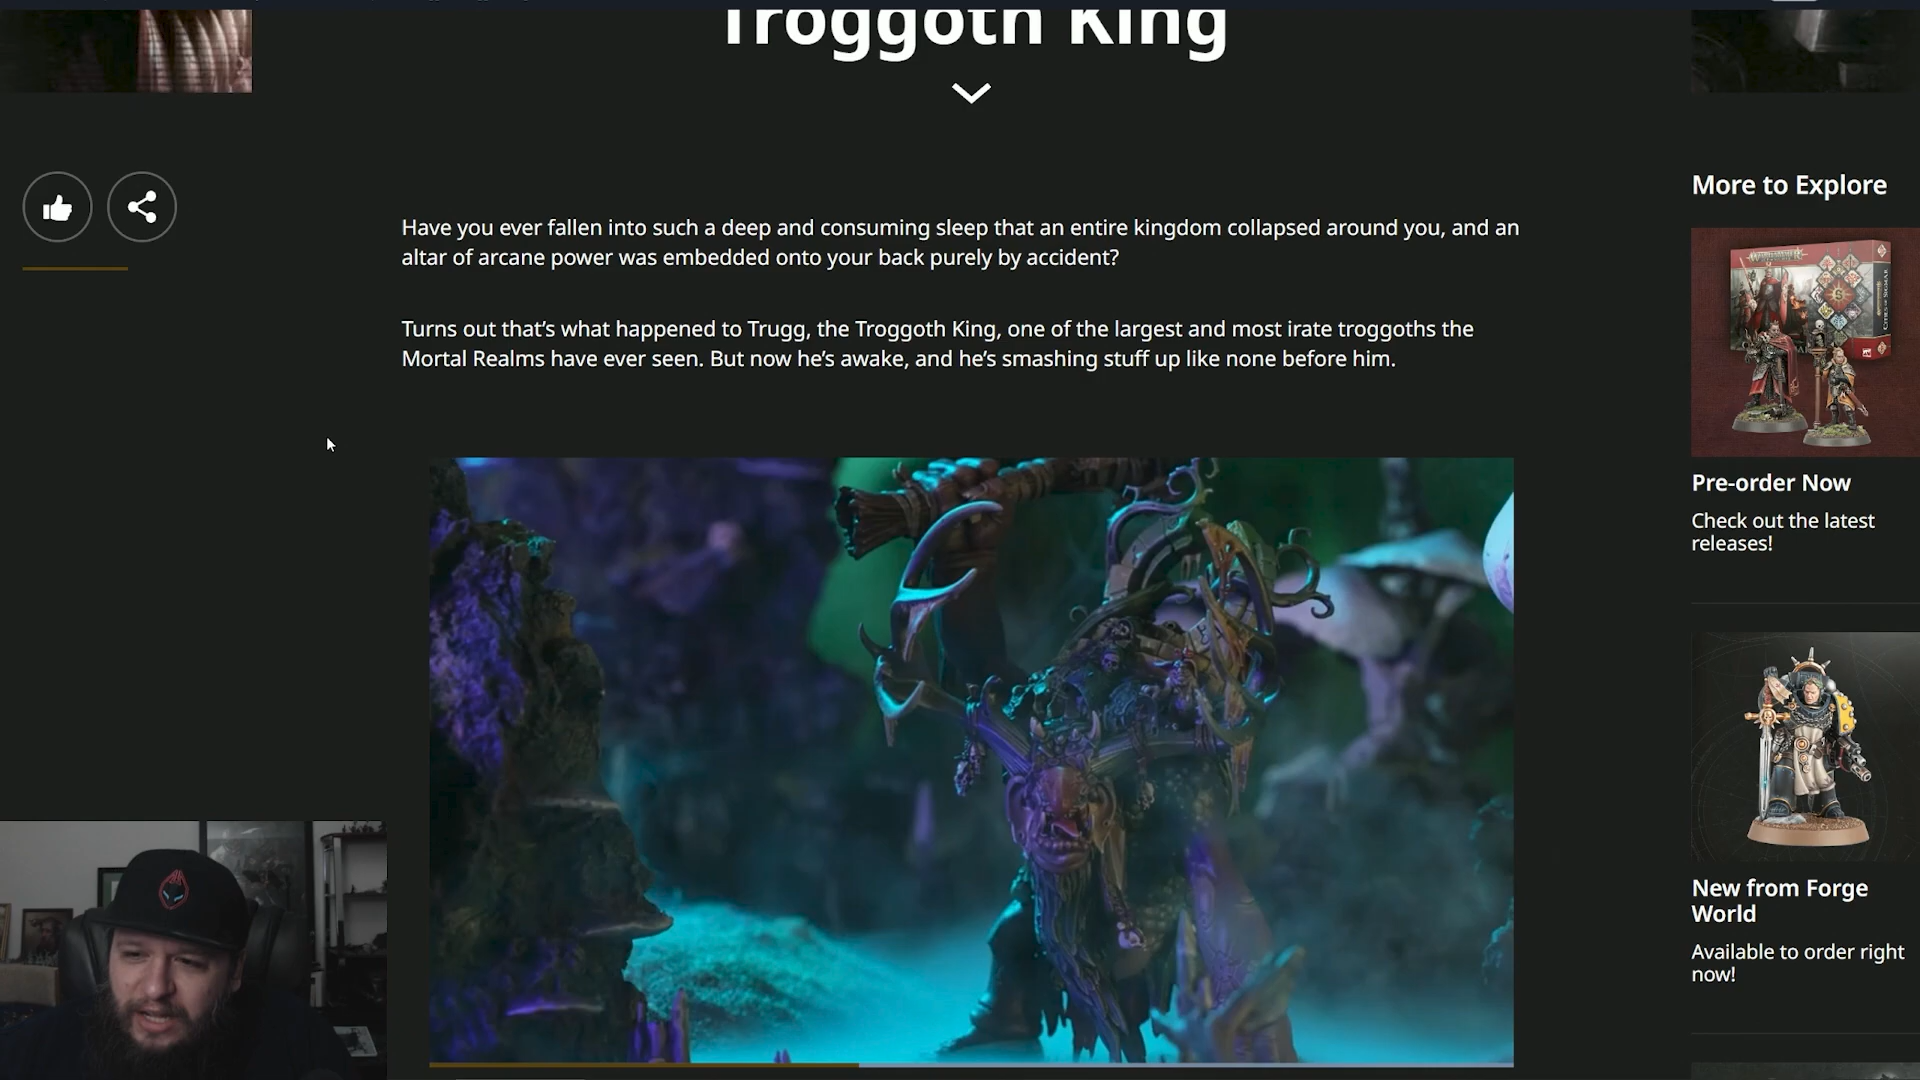 Troggoth King
Have you ever fallen into such a deep and consuming sleep that an entire kingdom collapsed around you, and an
altar of arcane power was embedded onto your back purely by accident?
Turns out that’s what happened to Trugg, the Troggoth King, one of the largest and most irate troggoths the
Mortal Realms have ever seen. But now he’s awake, and he’s smashing stuff up like none before him.
More to Explore
Pre-order Now
Check out the latest
releases!
New from Forge
World
Available to order right
now!